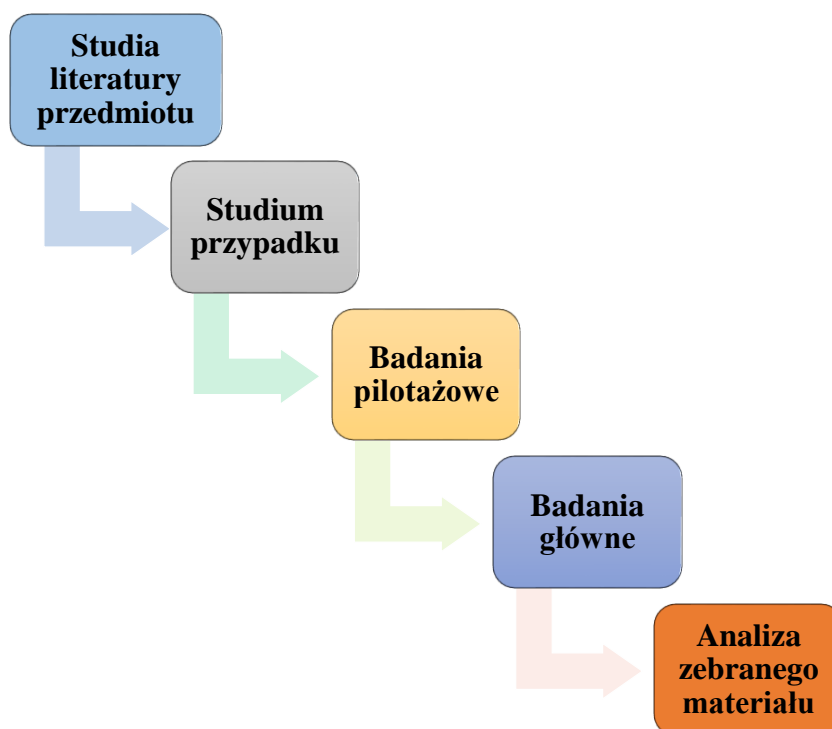 Studia
literatury
przedmiotu
Studium
przypadku
Badania
pilotażowe
Badania
główne
Analiza
zebranego
materiału